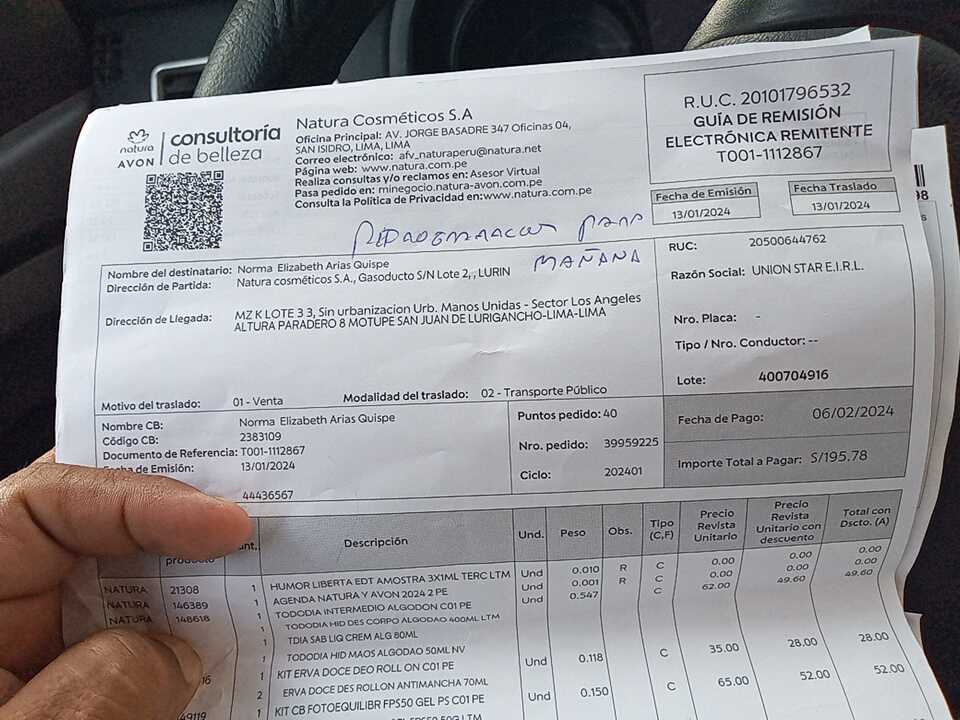 natura
AVON
consultoría
de belleza
Natura Cosméticos S.A
Oficina Principal: AV. JORGE BASADRE 347 Oficinas 04,
SAN ISIDRO, LIMA, LIMA
Correo electrónico: afv_naturaperu@natura.net
Página web: www.natura.com.pe
Realiza consultas y/o reclamos en: Asesor Virtual
Pasa pedido en: minegocio.natura-avon.com.pe
Consulta la Política de Privacidad en:www.natura.com.pe
R.U.C. 20101796532
GUÍA DE REMISIÓN
ELECTRÓNICA REMITENTE
T001-1112867
Fecha de Emisión
13/01/2024
Fecha Traslado
13/01/2024
98
PARA
MAÑANA
Nombre del destinatario: Norma Elizabeth Arias Quispe
Dirección de Partida: Natura cosméticos S.A., Gasoducto S/N Lote 2, , LURIN
Dirección de Llegada: MZ K LOTE 3 3, Sin urbanizacion Urb. Manos Unidas - Sector Los Angeles
ALTURA PARADERO 8 MOTUPE SAN JUAN DE LURIGANCHO-LIMA-LIMA
Motivo del traslado: 01 - Venta Modalidad del traslado: 02 - Transporte Público
RUC: 20500644762
Razón Social: UNION STAR E.I.R.L.
Nro. Placa: -
Tipo / Nro. Conductor: --
Lote: 400704916
Nombre CB: Norma Elizabeth Arias Quispe
Código CB: 2383109
Documento de Referencia: T001-1112867
Fecha de Emisión: 13/01/2024
44436567
Puntos pedido: 40
Nro. pedido: 39959225
Ciclo: 202401
Fecha de Pago: 06/02/2024
Importe Total a Pagar: S/195.78
producto Descripción Und. Peso Obs. Tipo (C,F) Precio Revista Unitario Precio Revista Unitario con descuento Total con Dscto. (A)
NATURA 21308 1 HUMOR LIBERTA EDT AMOSTRA 3X1ML TERC LTM Und 0.010 R C 0.00 0.00 0.00
NATURA 146389 1 AGENDA NATURA Y AVON 2024 2 PE Und 0.001 R C 0.00 0.00 0.00
NATURA 148618 1 TODODIA INTERMEDIO ALGODON C01 PE Und 0.547 C 62.00 49.60 49.60
1 TODODIA HID DES CORPO ALGODAO 400ML LTM
1 TDIA SAB LIQ CREM ALG 80ML
1 TODODIA HID MAOS ALGODAO 50ML NV
1 KIT ERVA DOCE DEO ROLL ON C01 PE Und 0.118 C 35.00 28.00 28.00
2 ERVA DOCE DES ROLLON ANTIMANCHA 70ML
1 KIT CB FOTOEQUILIBR FPS50 GEL PS C01 PE Und 0.150 C 65.00 52.00 52.00